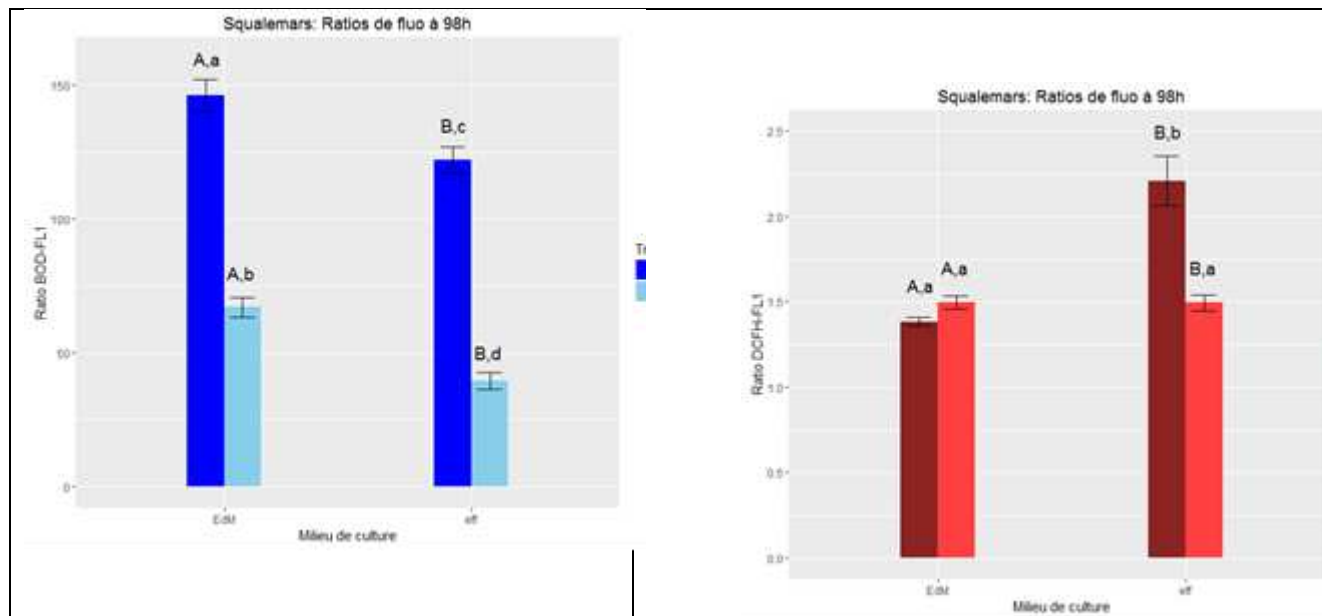 Squalemars: Ratios de fluo à 98h
Ratio BOD-FL1
150
100
50
0
A,a
A,b
B,c
B,d
EdM
eff
Milieu de culture
Squalemars: Ratios de fluo à 98h
Ratio DCFH-FL1
2.5
2.0
1.5
1.0
0.5
0.0
A,a
A,a
B,b
B,a
EdM
eff
Milieu de culture